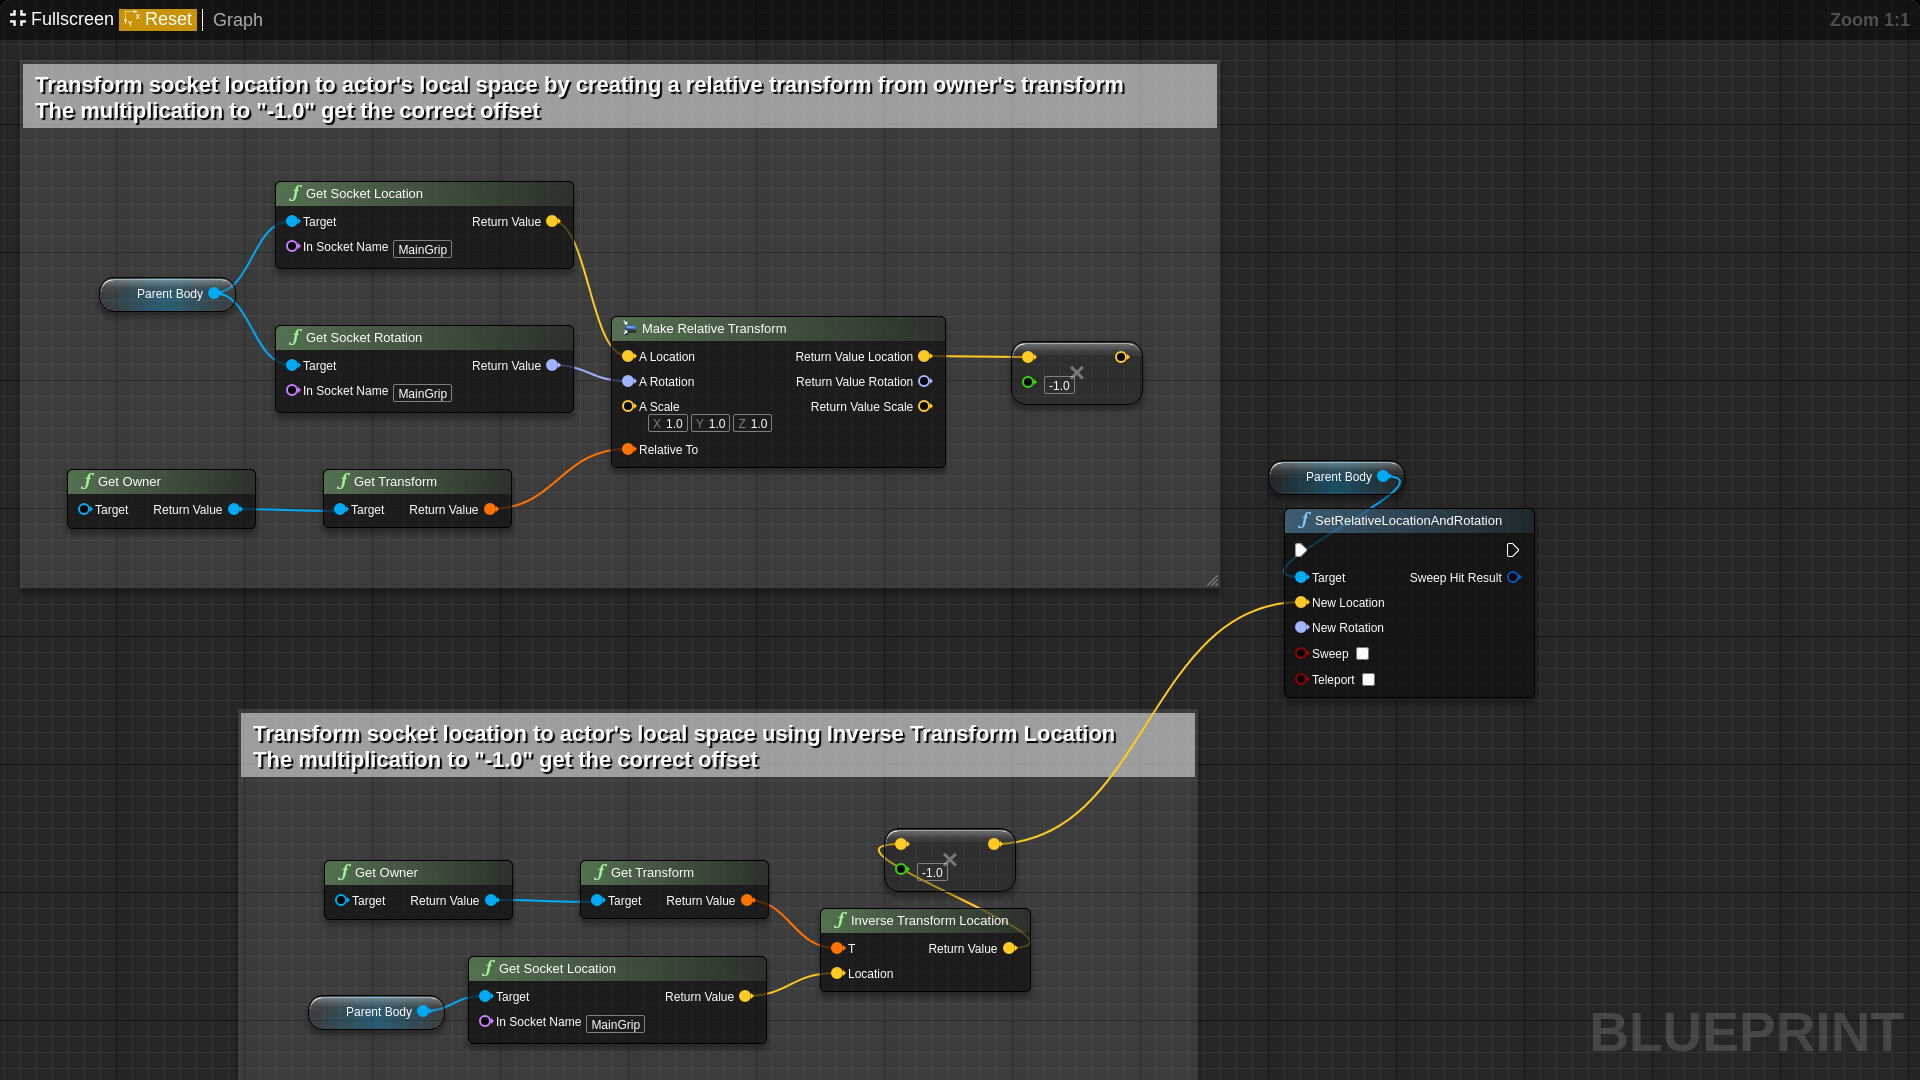 Fullscreen Reset Graph Zoom 1:1
Transform socket location to actor's local space by creating a relative transform from owner's transform
The multiplication to "-1.0" get the correct offset
Get Socket Location
Target Return Value
In Socket Name MainGrip
Parent Body
Get Socket Rotation
Target Return Value
In Socket Name MainGrip
Make Relative Transform
A Location Return Value Location
A Rotation Return Value Rotation
A Scale Return Value Scale
X 1.0 Y 1.0 Z 1.0
Relative To
-1.0
Get Owner
Target Return Value
Get Transform
Target Return Value
Parent Body
SetRelativeLocationAndRotation
Target Sweep Hit Result
New Location
New Rotation
Sweep
Teleport
Transform socket location to actor's local space using Inverse Transform Location
The multiplication to "-1.0" get the correct offset
-1.0
Get Owner
Target Return Value
Get Transform
Target Return Value
Inverse Transform Location
T Return Value
Location
Get Socket Location
Target Return Value
In Socket Name MainGrip
Parent Body
BLUEPRINT